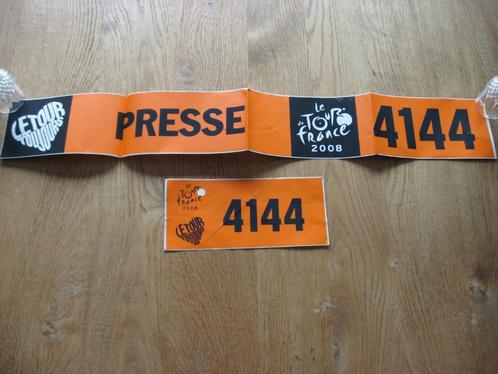 LE TOUR
TOUJOURS
PRESSE
le
TOUR
de
france
2008
4144
le
TOUR
de
france
2008
LE TOUR
TOUJOURS
4144